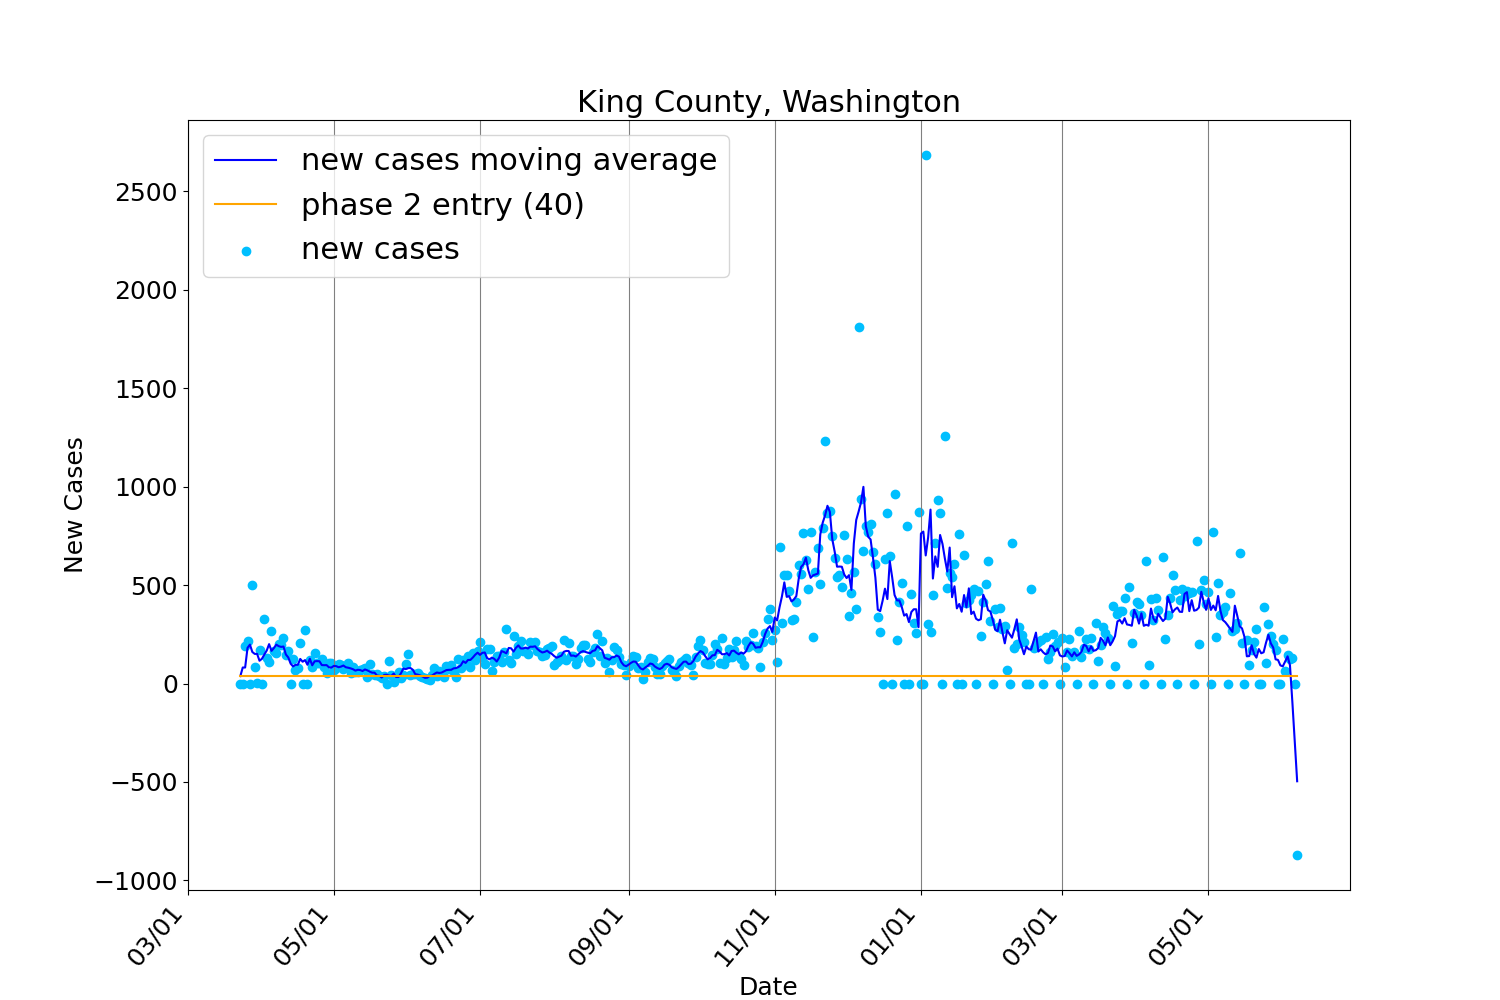 King County, Washington
new cases moving average
phase 2 entry (40)
new cases
2500
2000
1500
1000
500
0
−500
−1000
New Cases
03/01
05/01
07/01
09/01
11/01
01/01
03/01
05/01
Date